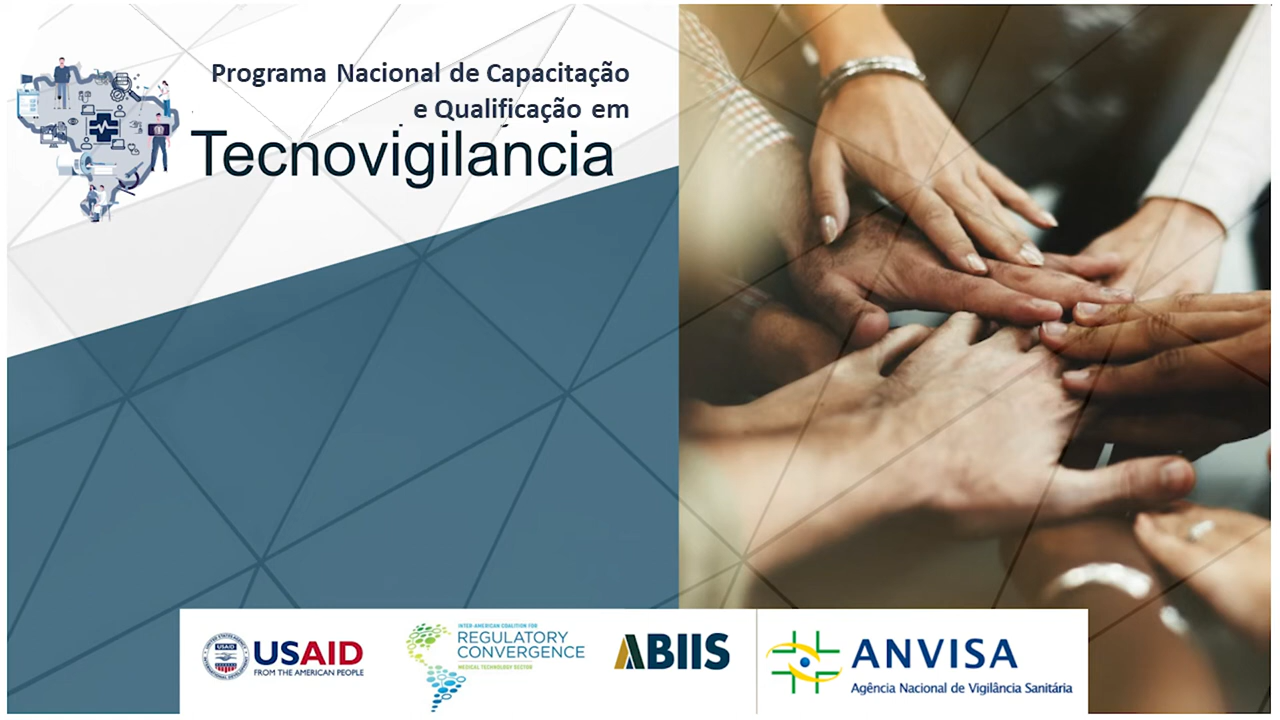 Programa Nacional de Capacitação
e Qualificação em
Tecnovigilancia
USAID
FROM THE AMERICAN PEOPLE
INTER-AMERICAN COALITION FOR
REGULATORY
CONVERGENCE
MEDICAL TECHNOLOGY SECTOR
ABIIS
ANVISA
Agência Nacional de Vigilância Sanitária